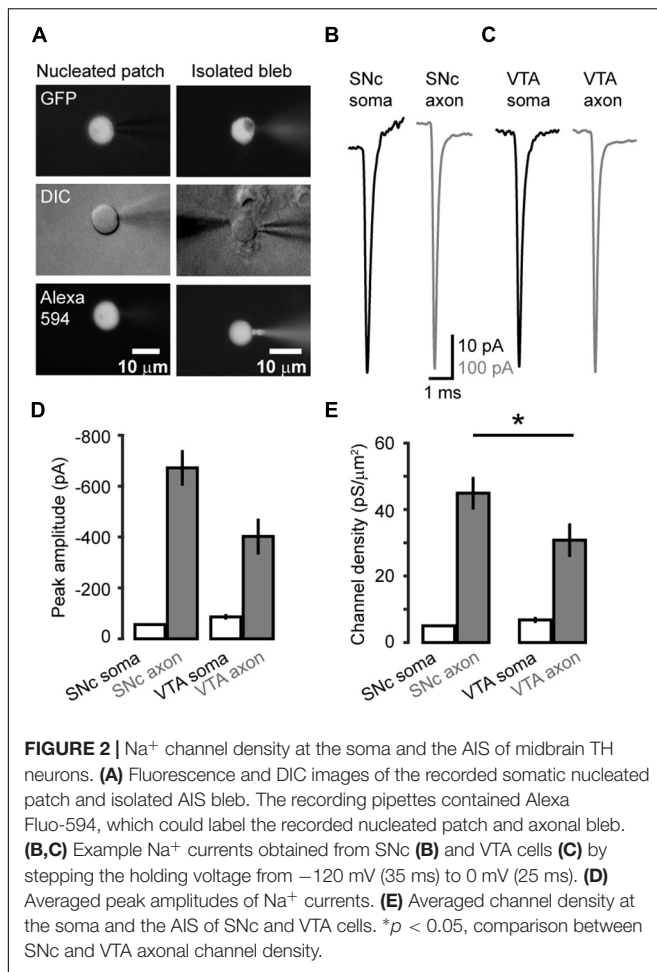 A
Nucleated patch Isolated bleb
GFP
DIC
Alexa
594
10 μm 10 μm
B C
SNc SNc VTA VTA
soma axon soma axon
10 pA
100 pA
1 ms
D
Peak amplitude (pA)
-800
-600
-400
-200
0
SNc soma
SNc axon
VTA soma
VTA axon
E
Channel density (pS/μm²)
60
40
20
0
*
SNc soma
SNc axon
VTA soma
VTA axon
FIGURE 2 | Na⁺ channel density at the soma and the AIS of midbrain TH
neurons. (A) Fluorescence and DIC images of the recorded somatic nucleated
patch and isolated AIS bleb. The recording pipettes contained Alexa
Fluo-594, which could label the recorded nucleated patch and axonal bleb.
(B,C) Example Na⁺ currents obtained from SNc (B) and VTA cells (C) by
stepping the holding voltage from −120 mV (35 ms) to 0 mV (25 ms). (D)
Averaged peak amplitudes of Na⁺ currents. (E) Averaged channel density at
the soma and the AIS of SNc and VTA cells. *p < 0.05, comparison between
SNc and VTA axonal channel density.